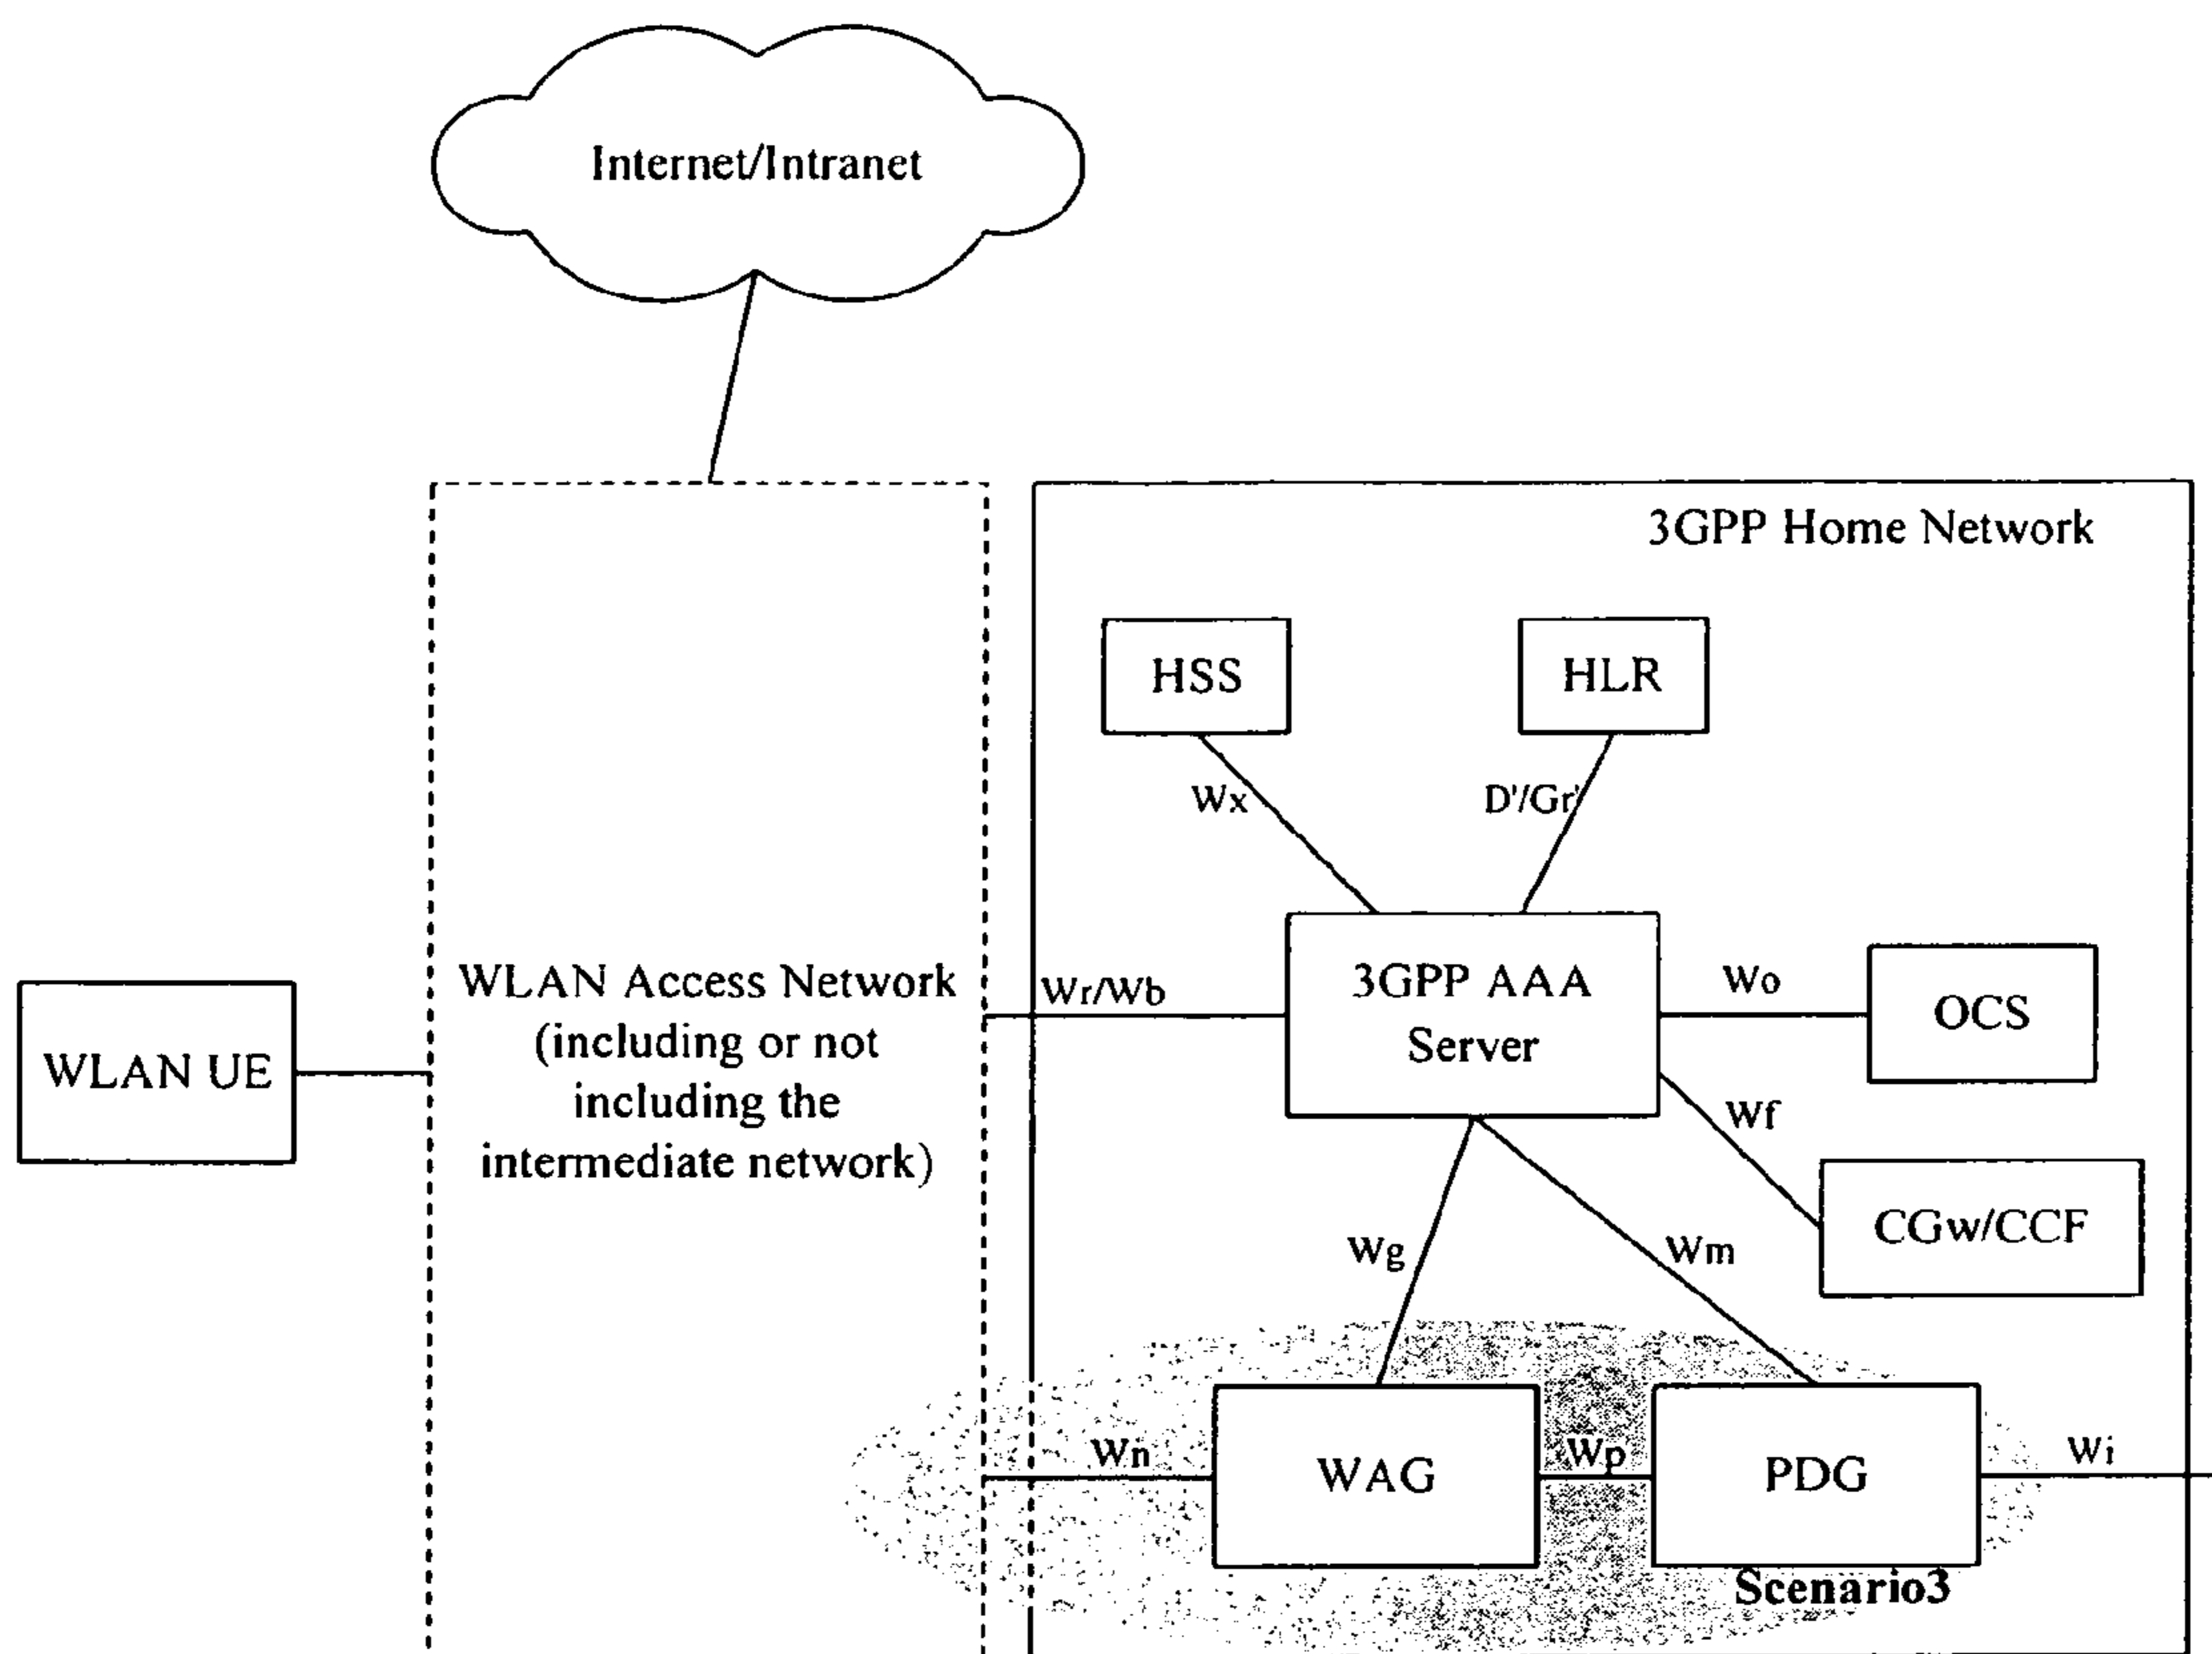 Internet/Intranet
3GPP Home Network
HSS
HLR
Wx
D'/Gr'
WLAN UE
WLAN Access Network
(including or not
including the
intermediate network)
Wr/Wb
3GPP AAA
Server
Wo
OCS
Wf
CGw/CCF
Wg
Wm
Wn
WAG
Wp
PDG
Wi
Scenario3